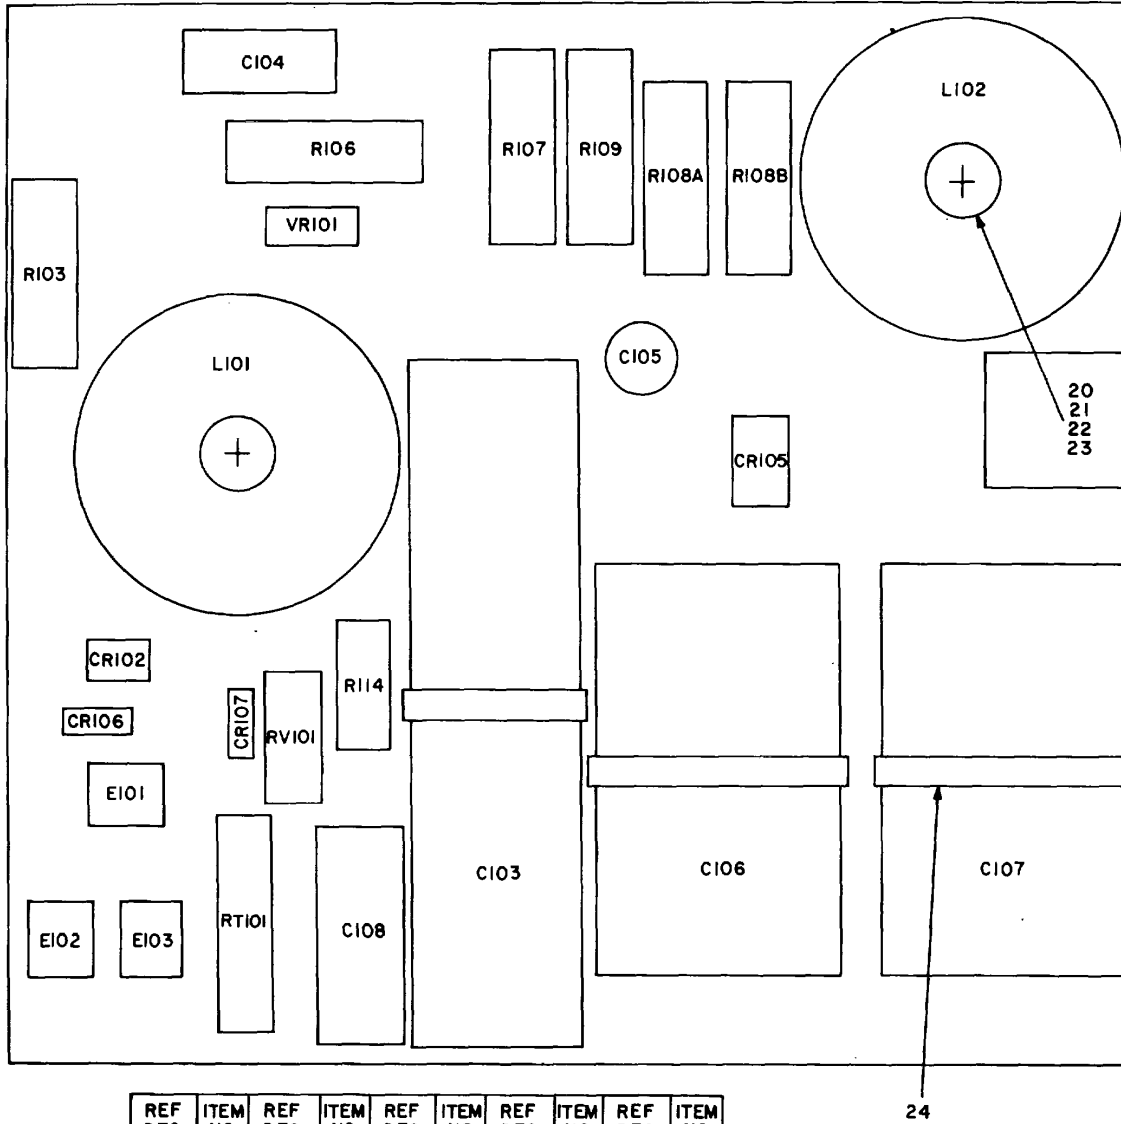 C104
L102
R106
R107
R109
R108A
R108B
VR101
R103
L101
C105
20
21
22
23
CR105
CR102
R114
CR106
CR107
RV101
E101
C103
C106
C107
RT101
C108
E102
E103
24
REF ITEM REF ITEM REF ITEM REF ITEM REF ITEM